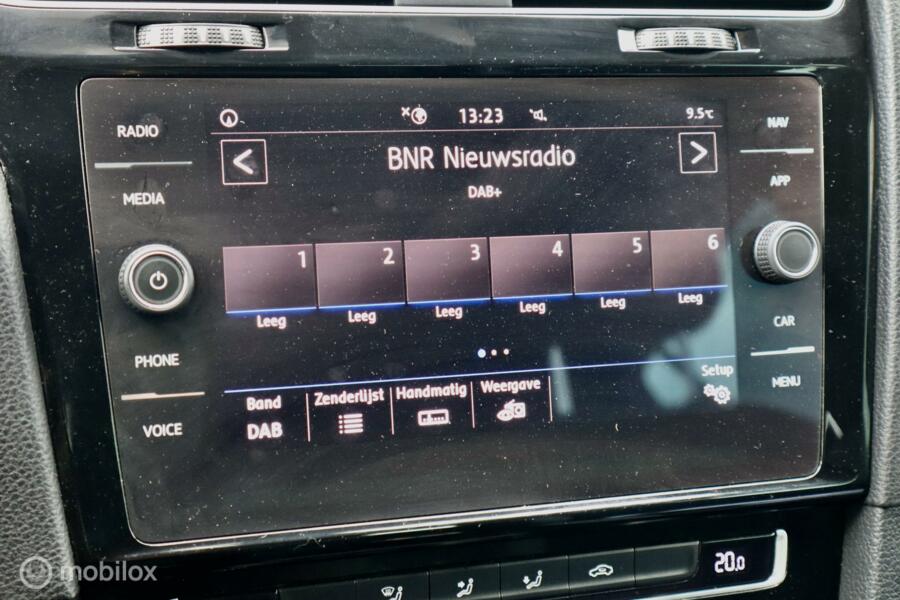 RADIO
MEDIA
PHONE
VOICE
13:23
9.5°C
<
BNR Nieuwsradio
>
DAB+
1 2 3 4 5 6
Leeg Leeg Leeg Leeg Leeg Leeg
Setup
Band Zenderlijst Handmatig Weergave
DAB
NAV
APP
CAR
MENU
20.0
mobilox